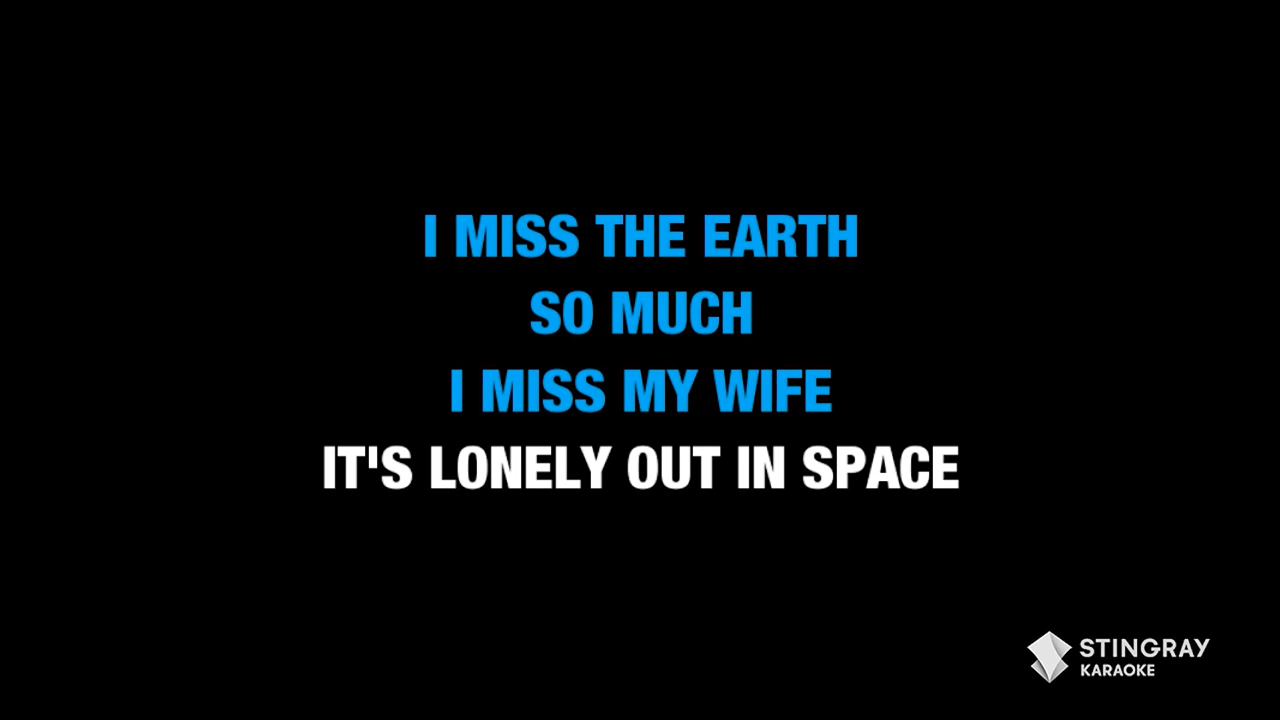 I MISS THE EARTH
SO MUCH
I MISS MY WIFE
IT'S LONELY OUT IN SPACE
STINGRAY
KARAOKE